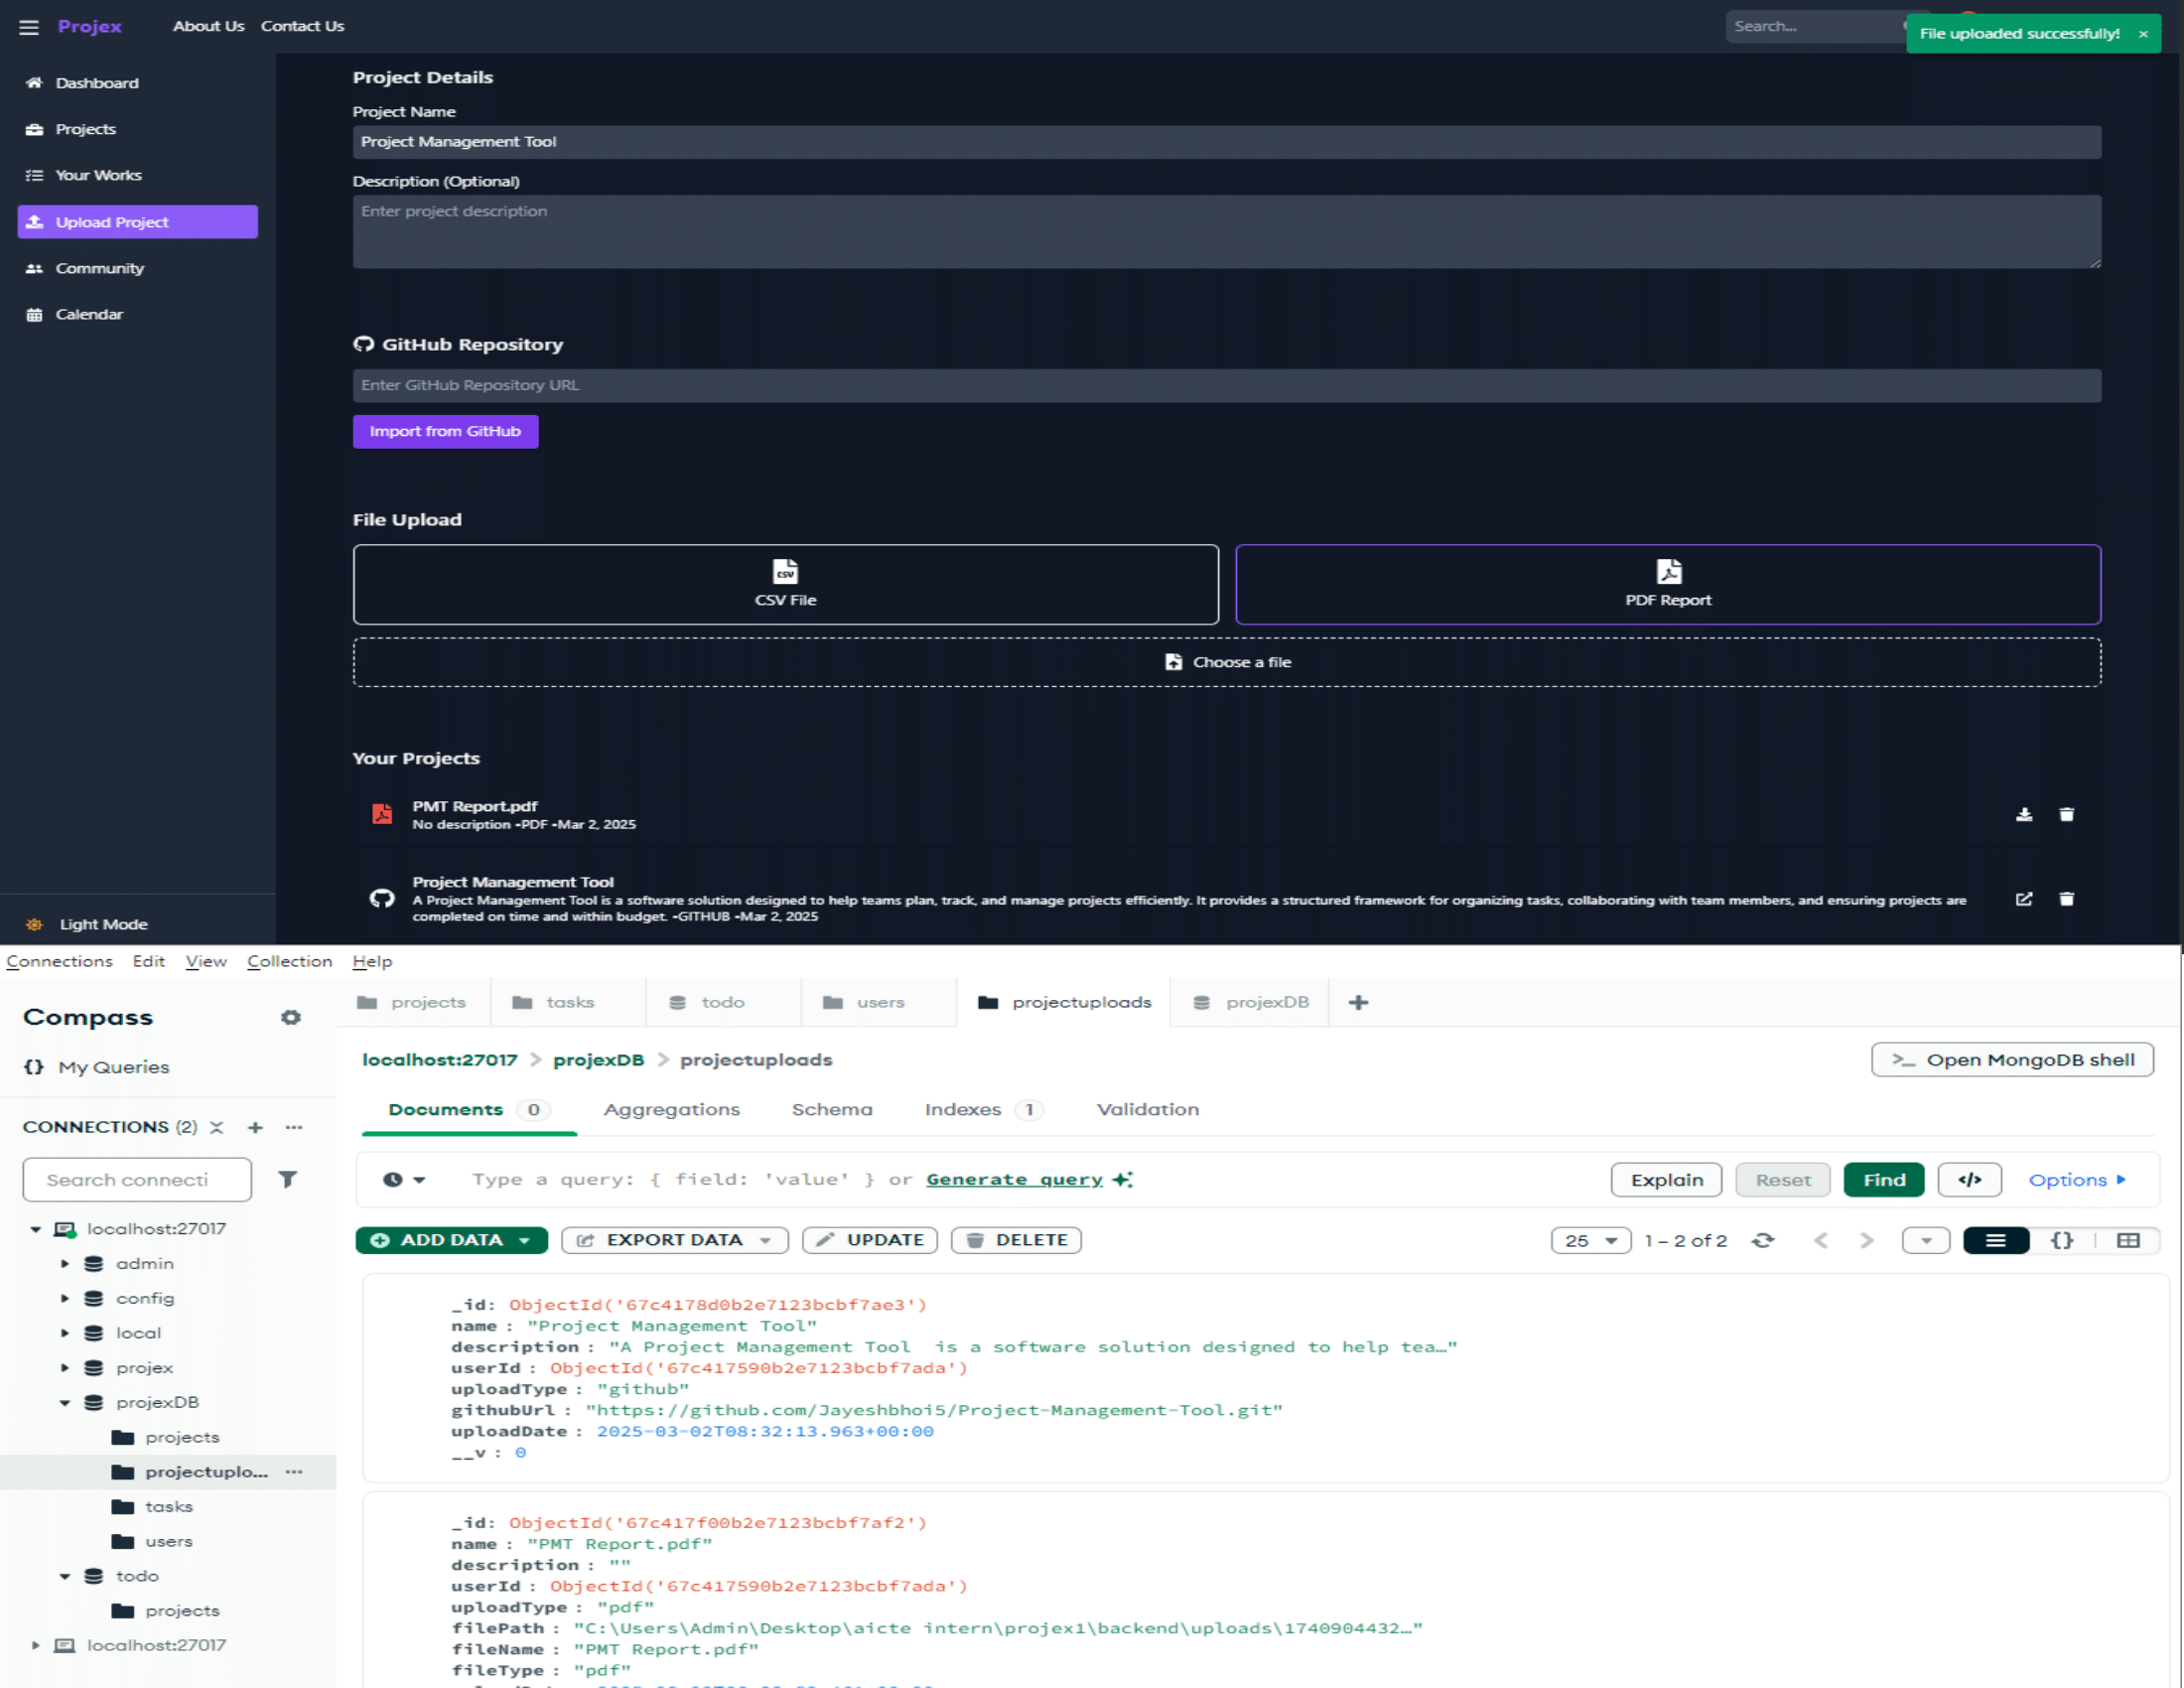 Projex About Us Contact Us Search... File uploaded successfully! ×
Dashboard
Projects
Your Works
Upload Project
Community
Calendar
Light Mode
Project Details
Project Name
Project Management Tool
Description (Optional)
Enter project description
GitHub Repository
Enter GitHub Repository URL
Import from GitHub
File Upload
CSV
CSV File
PDF Report
Choose a file
Your Projects
PMT Report.pdf
No description •PDF •Mar 2, 2025
Project Management Tool
A Project Management Tool is a software solution designed to help teams plan, track, and manage projects efficiently. It provides a structured framework for organizing tasks, collaborating with team members, and ensuring projects are
completed on time and within budget. •GITHUB •Mar 2, 2025
Connections Edit View Collection Help
Compass
{} My Queries
CONNECTIONS (2) × + ...
Search connecti
localhost:27017
admin
config
local
projex
projexDB
projects
projectuplo... ...
tasks
users
todo
projects
localhost:27017
projects tasks todo users projectuploads projexDB +
localhost:27017 > projexDB > projectuploads >_ Open MongoDB shell
Documents 0 Aggregations Schema Indexes 1 Validation
Type a query: { field: 'value' } or Generate query Explain Reset Find </> Options
ADD DATA EXPORT DATA UPDATE DELETE 25 1 – 2 of 2 < > {}
_id: ObjectId('67c4178d0b2e7123bcbf7ae3')
name : "Project Management Tool"
description : "A Project Management Tool  is a software solution designed to help tea…"
userId : ObjectId('67c417590b2e7123bcbf7ada')
uploadType : "github"
githubUrl : "https://github.com/Jayeshbhoi5/Project-Management-Tool.git"
uploadDate : 2025-03-02T08:32:13.963+00:00
__v : 0
_id: ObjectId('67c417f00b2e7123bcbf7af2')
name : "PMT Report.pdf"
description : ""
userId : ObjectId('67c417590b2e7123bcbf7ada')
uploadType : "pdf"
filePath : "C:\Users\Admin\Desktop\aicte intern\projex1\backend\uploads\1740904432…"
fileName : "PMT Report.pdf"
fileType : "pdf"